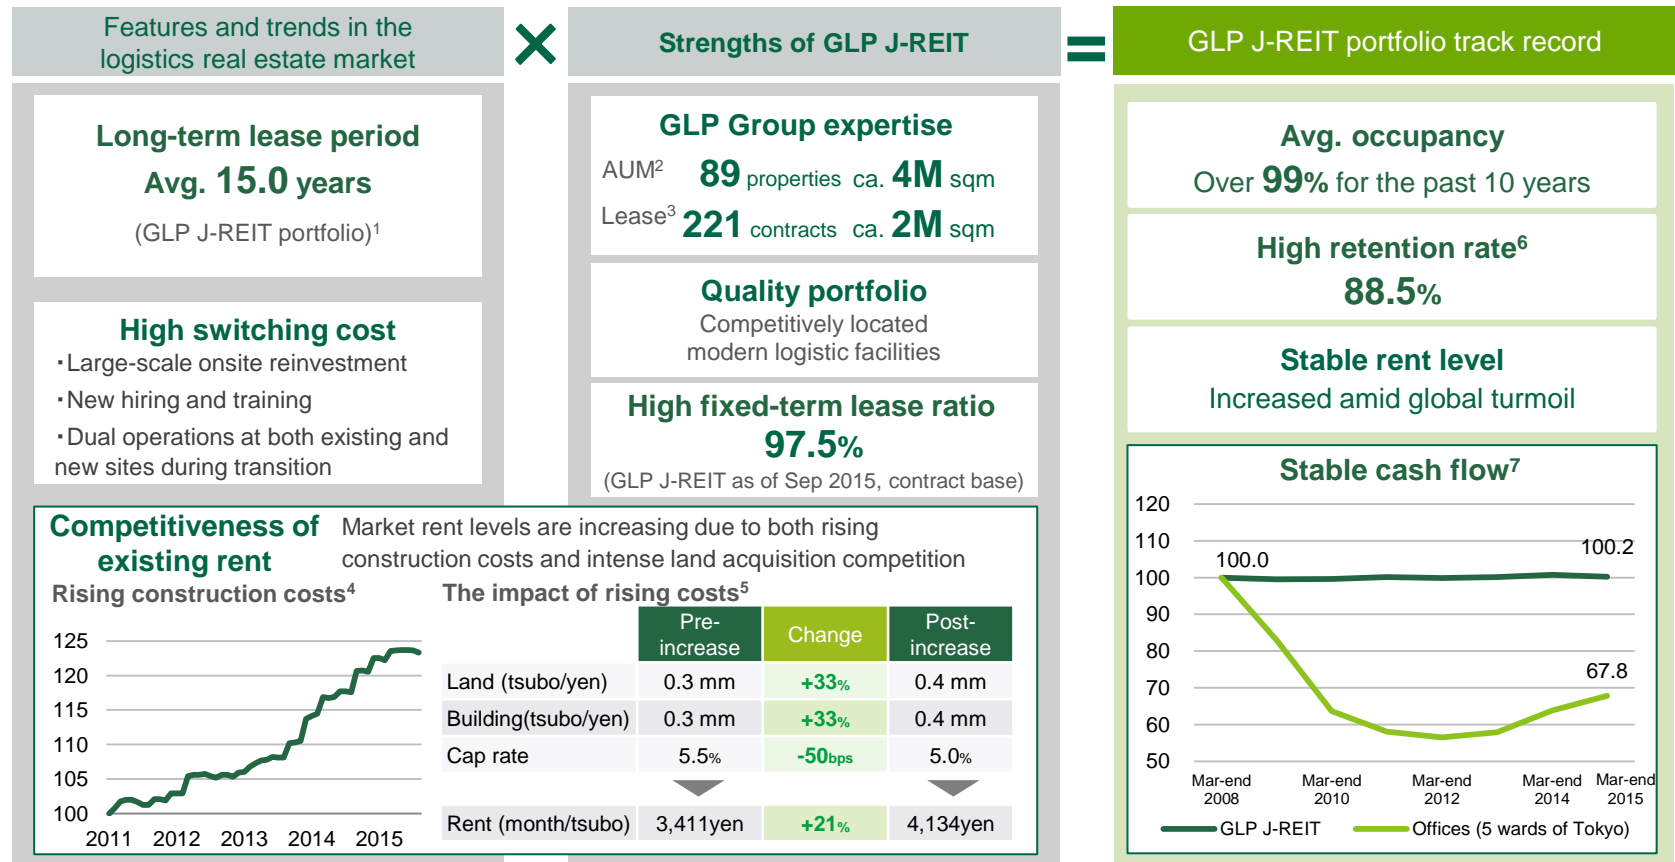 Features and trends in the
logistics real estate market
×
Strengths of GLP J-REIT
=
GLP J-REIT portfolio track record
Long-term lease period
Avg. 15.0 years
(GLP J-REIT portfolio)1
High switching cost
・Large-scale onsite reinvestment
・New hiring and training
・Dual operations at both existing and
new sites during transition
GLP Group expertise
AUM2 89 properties ca. 4M sqm
Lease3 221 contracts ca. 2M sqm
Quality portfolio
Competitively located
modern logistic facilities
High fixed-term lease ratio
97.5%
(GLP J-REIT as of Sep 2015, contract base)
Avg. occupancy
Over 99% for the past 10 years
High retention rate6
88.5%
Stable rent level
Increased amid global turmoil
Competitiveness of
existing rent
Market rent levels are increasing due to both rising
construction costs and intense land acquisition competition
Rising construction costs4
125
120
115
110
105
100
2011 2012 2013 2014 2015
The impact of rising costs5
Pre-
increase
Change
Post-
increase
Land (tsubo/yen) 0.3 mm +33% 0.4 mm
Building(tsubo/yen) 0.3 mm +33% 0.4 mm
Cap rate 5.5% -50bps 5.0%
Rent (month/tsubo) 3,411yen +21% 4,134yen
Stable cash flow7
120
110
100
90
80
70
60
50
100.0
100.2
67.8
Mar-end
2008
Mar-end
2010
Mar-end
2012
Mar-end
2014
Mar-end
2015
GLP J-REIT
Offices (5 wards of Tokyo)